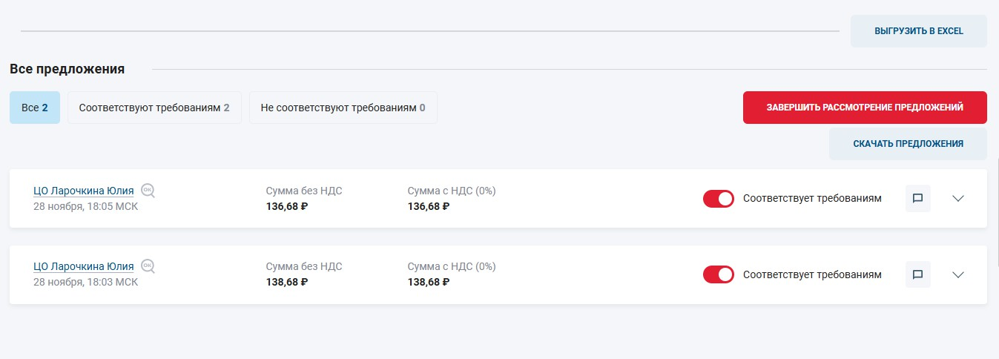 ВЫГРУЗИТЬ В EXCEL
Все предложения
Все 2
Соответствуют требованиям 2
Не соответствуют требованиям 0
ЗАВЕРШИТЬ РАССМОТРЕНИЕ ПРЕДЛОЖЕНИЙ
СКАЧАТЬ ПРЕДЛОЖЕНИЯ
ЦО Ларочкина Юлия
ОК
28 ноября, 18:05 МСК
Сумма без НДС
136,68 ₽
Сумма с НДС (0%)
136,68 ₽
Соответствует требованиям
ЦО Ларочкина Юлия
ОК
28 ноября, 18:03 МСК
Сумма без НДС
138,68 ₽
Сумма с НДС (0%)
138,68 ₽
Соответствует требованиям